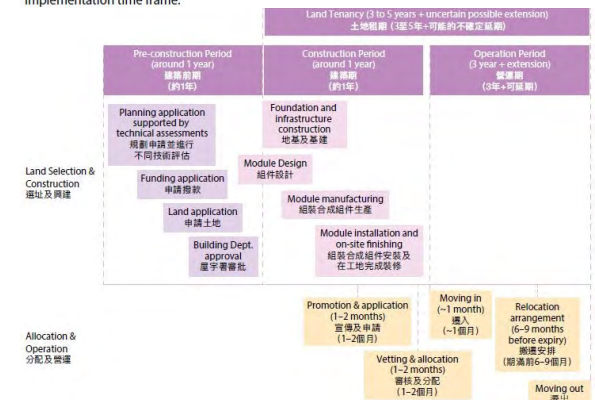 implementation time frame.
Land Tenancy (3 to 5 years + uncertain possible extension)
土地租期（3至5年+可能的不確定延期）
Pre-construction Period
(around 1 year)
建築前期
(約1年)
Construction Period
(around 1 year)
建築期
(約1年)
Operation Period
(3 year + extension)
營運期
(3年+可延期)
Land Selection &
Construction
選址及興建
Planning application
supported by
technical assessments
規劃申請並進行
不同技術評估
Funding application
申請撥款
Land application
申請土地
Building Dept.
approval
屋宇署審批
Foundation and
infrastructure
construction
地基及基建
Module Design
組件設計
Module manufacturing
組裝合成組件生產
Module installation and
on-site finishing
組裝合成組件安裝及
在工地完成裝修
Allocation &
Operation
分配及營運
Promotion & application
(1–2 months)
宣傳及申請
(1–2個月)
Vetting & allocation
(1–2 months)
審核及分配
(1–2個月)
Moving in
(~1 month)
遷入
(~1個月)
Relocation
arrangement
(6–9 months
before expiry)
搬遷安排
(期滿前6–9個月)
Moving out